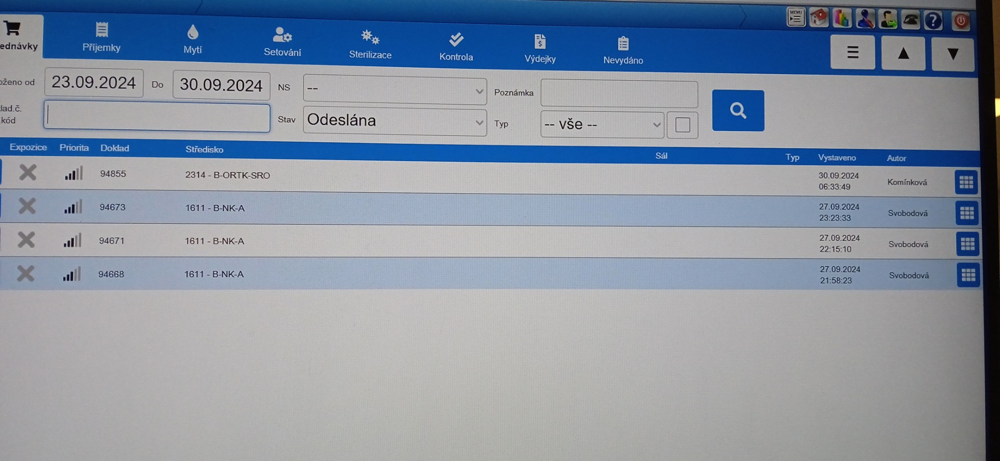 MENU
ednávky
Příjemky
Mytí
Setování
Sterilizace
Kontrola
Výdejky
Nevydáno
oženo od
23.09.2024
Do
30.09.2024
NS
--
Poznámka
lad.č.
kód
Stav
Odeslána
Typ
-- vše --
Expozice Priorita Doklad Středisko Sál Typ Vystaveno Autor
94855 2314 - B-ORTK-SRO 30.09.2024 Komínková
06:33:49
94673 1611 - B-NK-A 27.09.2024 Svobodová
23:23:33
94671 1611 - B-NK-A 27.09.2024 Svobodová
22:15:10
94668 1611 - B-NK-A 27.09.2024 Svobodová
21:58:23